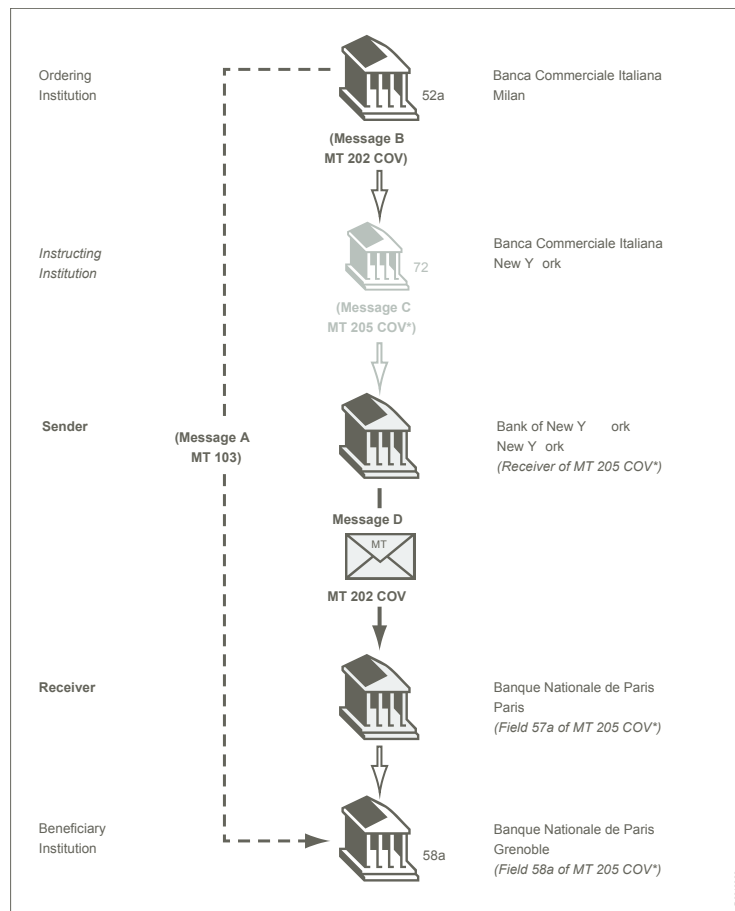 Ordering
Institution
52a
Banca Commerciale Italiana
Milan
(Message B
MT 202 COV)
Instructing
Institution
72
Banca Commerciale Italiana
New Y ork
(Message C
MT 205 COV*)
Sender
(Message A
MT 103)
Bank of New Y ork
New Y ork
(Receiver of MT 205 COV*)
Message D
MT
MT 202 COV
Receiver
Banque Nationale de Paris
Paris
(Field 57a of MT 205 COV*)
Beneficiary
Institution
58a
Banque Nationale de Paris
Grenoble
(Field 58a of MT 205 COV*)